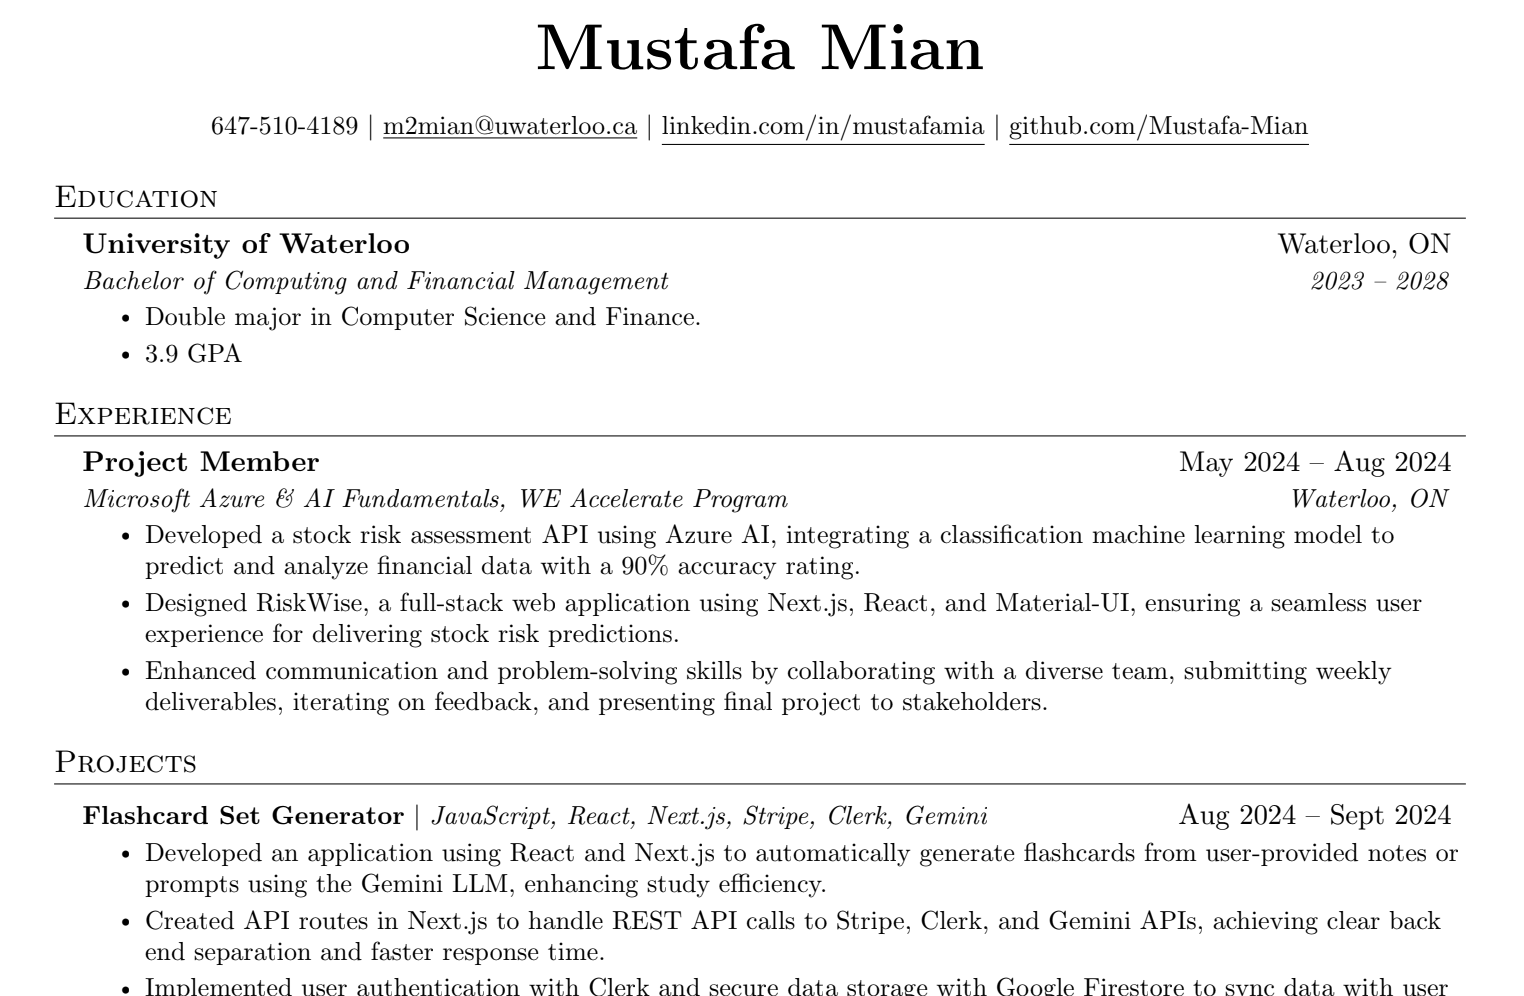 Mustafa Mian
647-510-4189 | m2mian@uwaterloo.ca | linkedin.com/in/mustafamia | github.com/Mustafa-Mian
Education
University of Waterloo Waterloo, ON
Bachelor of Computing and Financial Management 2023 – 2028
• Double major in Computer Science and Finance.
• 3.9 GPA
Experience
Project Member May 2024 – Aug 2024
Microsoft Azure & AI Fundamentals, WE Accelerate Program Waterloo, ON
• Developed a stock risk assessment API using Azure AI, integrating a classification machine learning model to
predict and analyze financial data with a 90% accuracy rating.
• Designed RiskWise, a full-stack web application using Next.js, React, and Material-UI, ensuring a seamless user
experience for delivering stock risk predictions.
• Enhanced communication and problem-solving skills by collaborating with a diverse team, submitting weekly
deliverables, iterating on feedback, and presenting final project to stakeholders.
Projects
Flashcard Set Generator | JavaScript, React, Next.js, Stripe, Clerk, Gemini Aug 2024 – Sept 2024
• Developed an application using React and Next.js to automatically generate flashcards from user-provided notes or
prompts using the Gemini LLM, enhancing study efficiency.
• Created API routes in Next.js to handle REST API calls to Stripe, Clerk, and Gemini APIs, achieving clear back
end separation and faster response time.
• Implemented user authentication with Clerk and secure data storage with Google Firestore to sync data with user